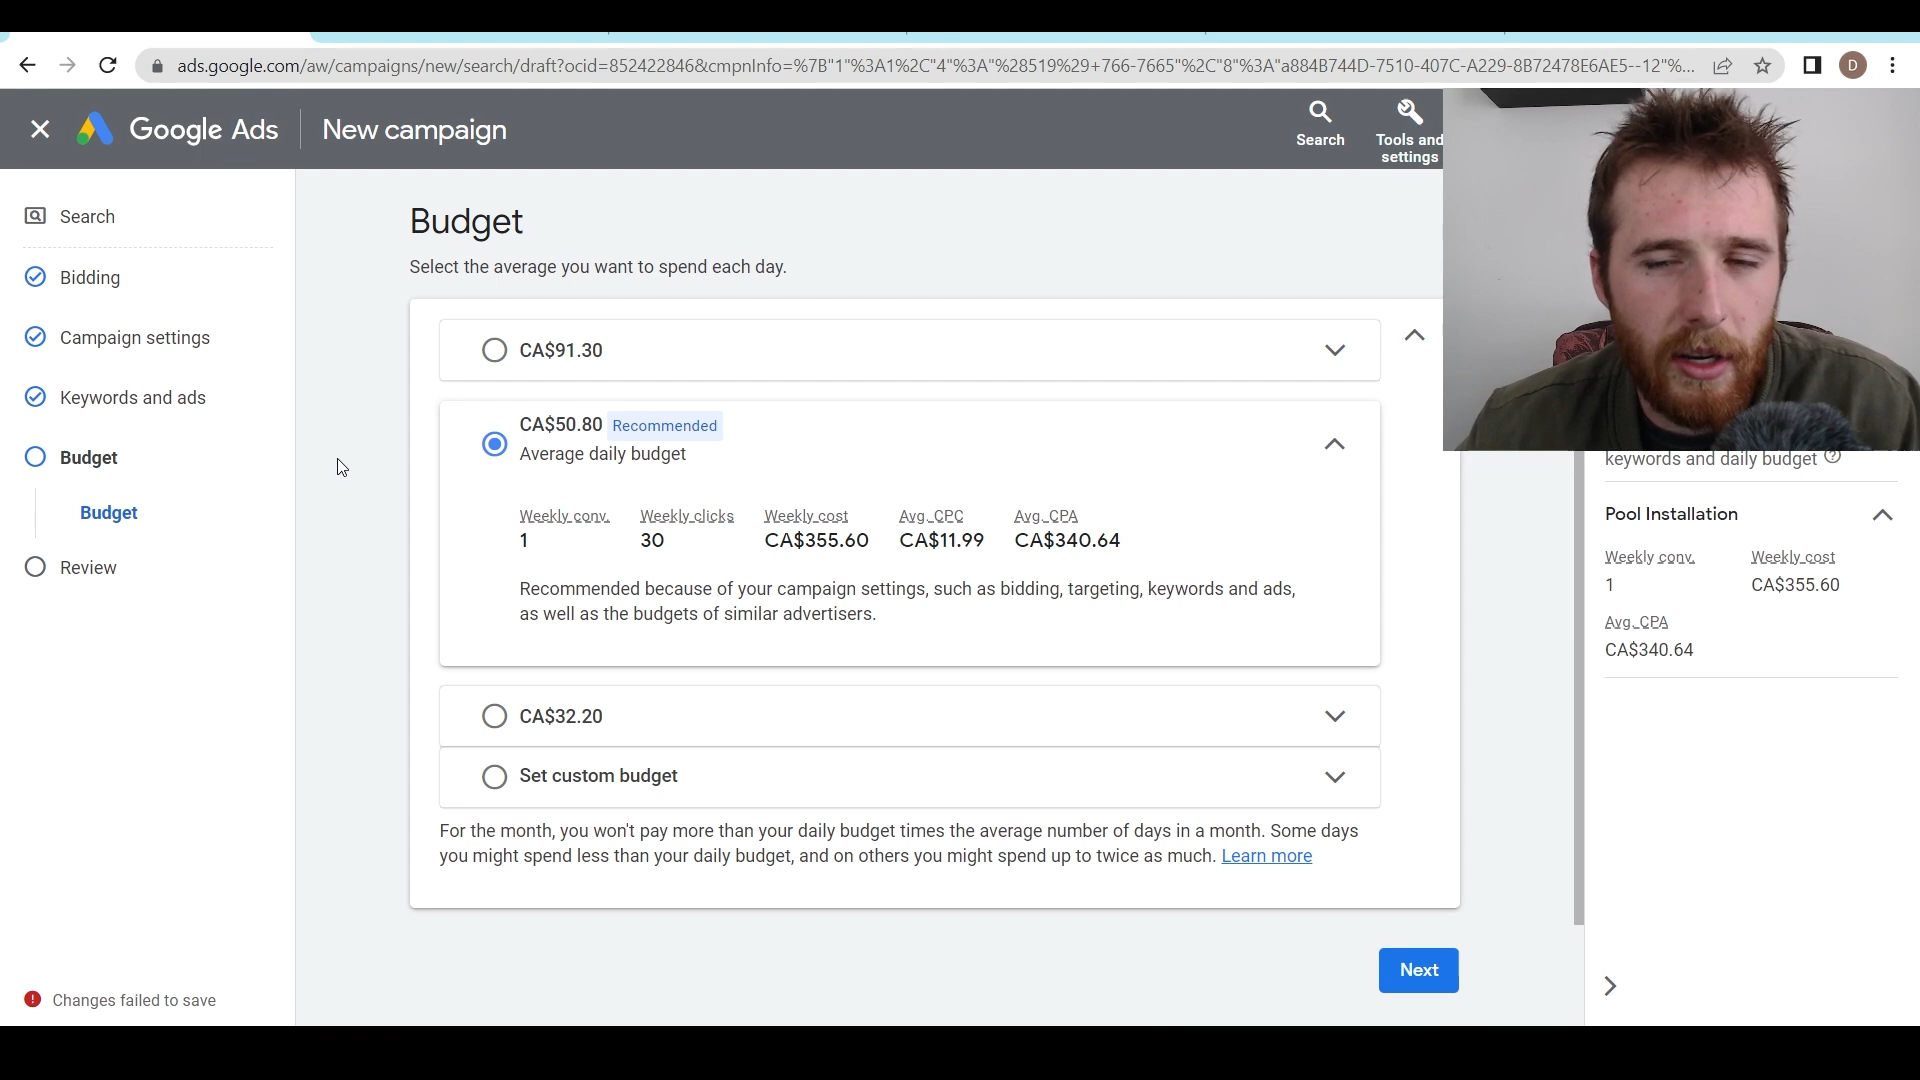 ads.google.com/aw/campaigns/new/search/draft?ocid=852422846&cmpnInfo=%7B"1"%3A1%2C"4"%3A"%28519%29+766-7665"%2C"8"%3A"a884B744D-7510-407C-A229-8B72478E6AE5--12"%...
D
Google Ads
New campaign
Search
Tools and
settings
Search
Bidding
Campaign settings
Keywords and ads
Budget
Budget
Review
Changes failed to save
Budget
Select the average you want to spend each day.
CA$91.30
CA$50.80 Recommended
Average daily budget
Weekly conv. Weekly clicks Weekly cost Avg. CPC Avg. CPA
1 30 CA$355.60 CA$11.99 CA$340.64
Recommended because of your campaign settings, such as bidding, targeting, keywords and ads,
as well as the budgets of similar advertisers.
CA$32.20
Set custom budget
For the month, you won't pay more than your daily budget times the average number of days in a month. Some days
you might spend less than your daily budget, and on others you might spend up to twice as much. Learn more
Next
keywords and daily budget
Pool Installation
Weekly conv. Weekly cost
1 CA$355.60
Avg. CPA
CA$340.64